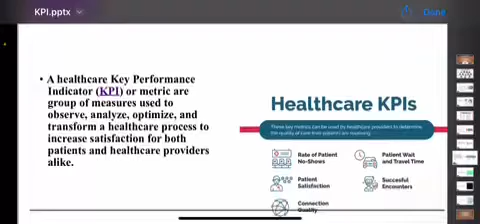 KPI.pptx
Done
• A healthcare Key Performance
Indicator (KPI) or metric are
group of measures used to
observe, analyze, optimize, and
transform a healthcare process to
increase satisfaction for both
patients and healthcare providers
alike.
Healthcare KPIs
These key metrics can be used by healthcare providers to determine
the quality of care their patients are receiving.
Rate of Patient
No-Shows
Patient Wait
and Travel Time
Patient
Satisfaction
Succesful
Encounters
Connection
Quality